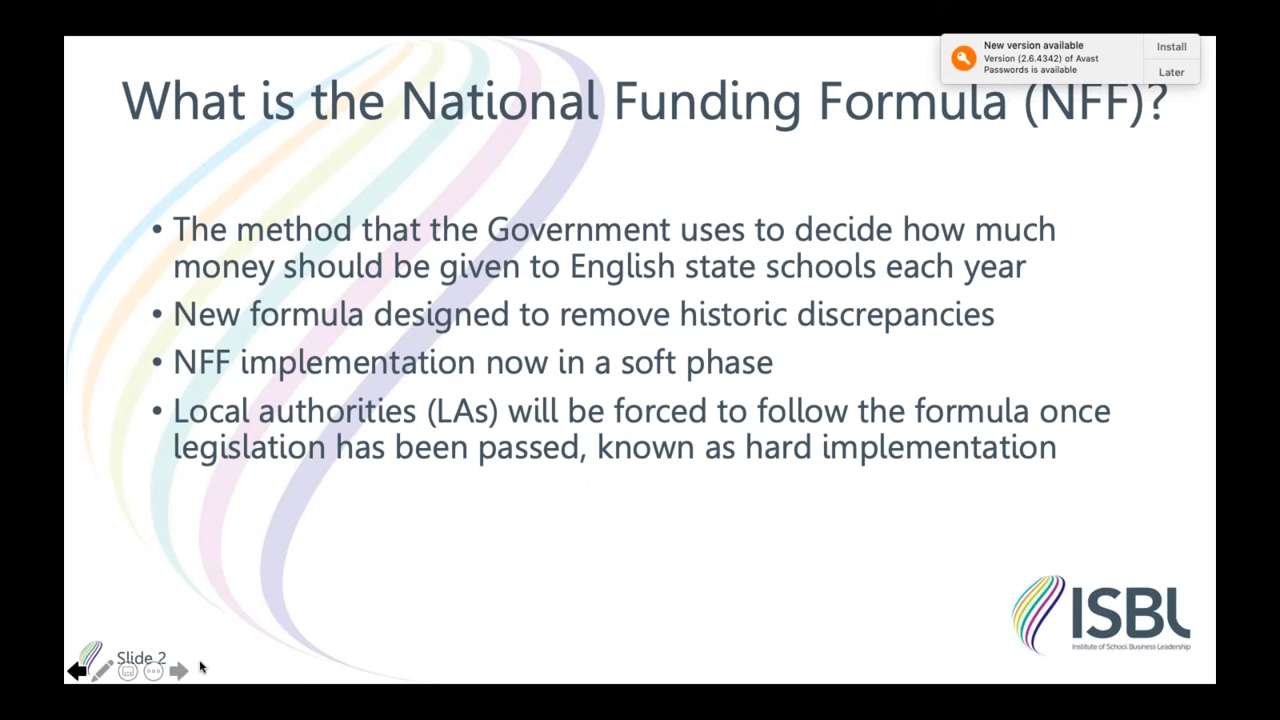 New version available
Install
Version (2.6.4342) of Avast
Passwords is available
Later
What is the National Funding Formula (NFF)?
• The method that the Government uses to decide how much
money should be given to English state schools each year
• New formula designed to remove historic discrepancies
• NFF implementation now in a soft phase
• Local authorities (LAs) will be forced to follow the formula once
legislation has been passed, known as hard implementation
ISBL
Institute of School Business Leadership
Slide 2